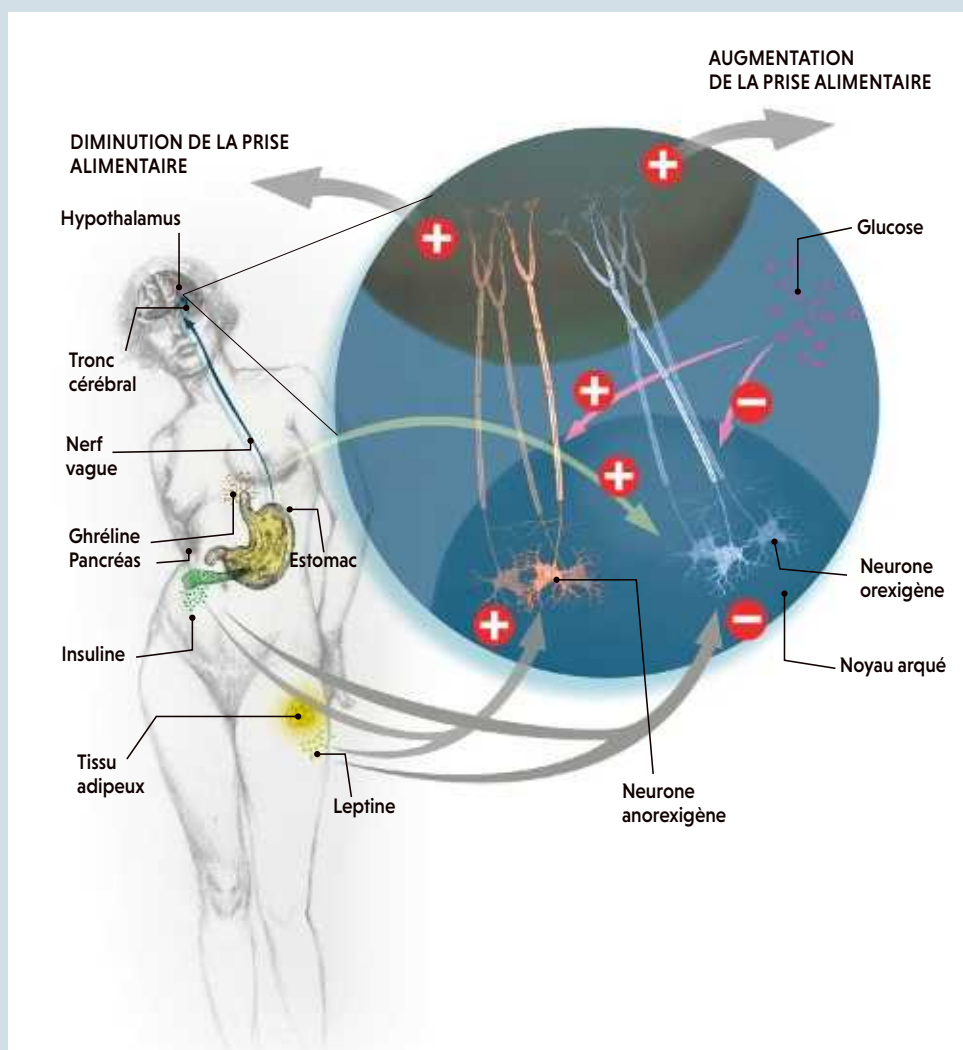 AUGMENTATION
DE LA PRISE ALIMENTAIRE
DIMINUTION DE LA PRISE
ALIMENTAIRE
Hypothalamus
Glucose
Tronc
cérébral
Nerf
vague
Ghréline
Pancréas
Estomac
Neurone
orexigène
Insuline
Noyau arqué
Tissu
adipeux
Leptine
Neurone
anorexigène